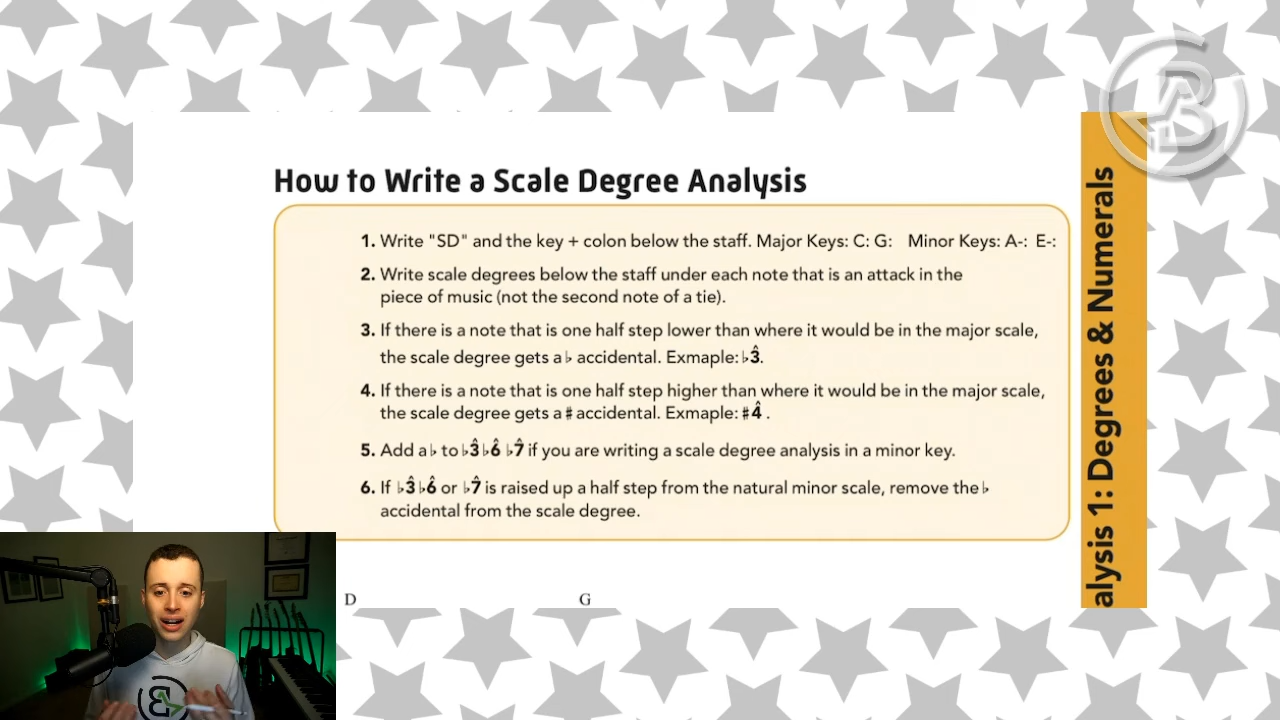 How to Write a Scale Degree Analysis
1. Write "SD" and the key + colon below the staff. Major Keys: C: G: Minor Keys: A-: E-:
2. Write scale degrees below the staff under each note that is an attack in the
piece of music (not the second note of a tie).
3. If there is a note that is one half step lower than where it would be in the major scale,
the scale degree gets a ♭ accidental. Exmaple: ♭3̂.
4. If there is a note that is one half step higher than where it would be in the major scale,
the scale degree gets a ♯ accidental. Exmaple: ♯4̂ .
5. Add a ♭ to ♭3̂ ♭6̂ ♭7̂ if you are writing a scale degree analysis in a minor key.
6. If ♭3̂ ♭6̂ or ♭7̂ is raised up a half step from the natural minor scale, remove the ♭
accidental from the scale degree.
D G
alysis 1: Degrees & Numerals
AB